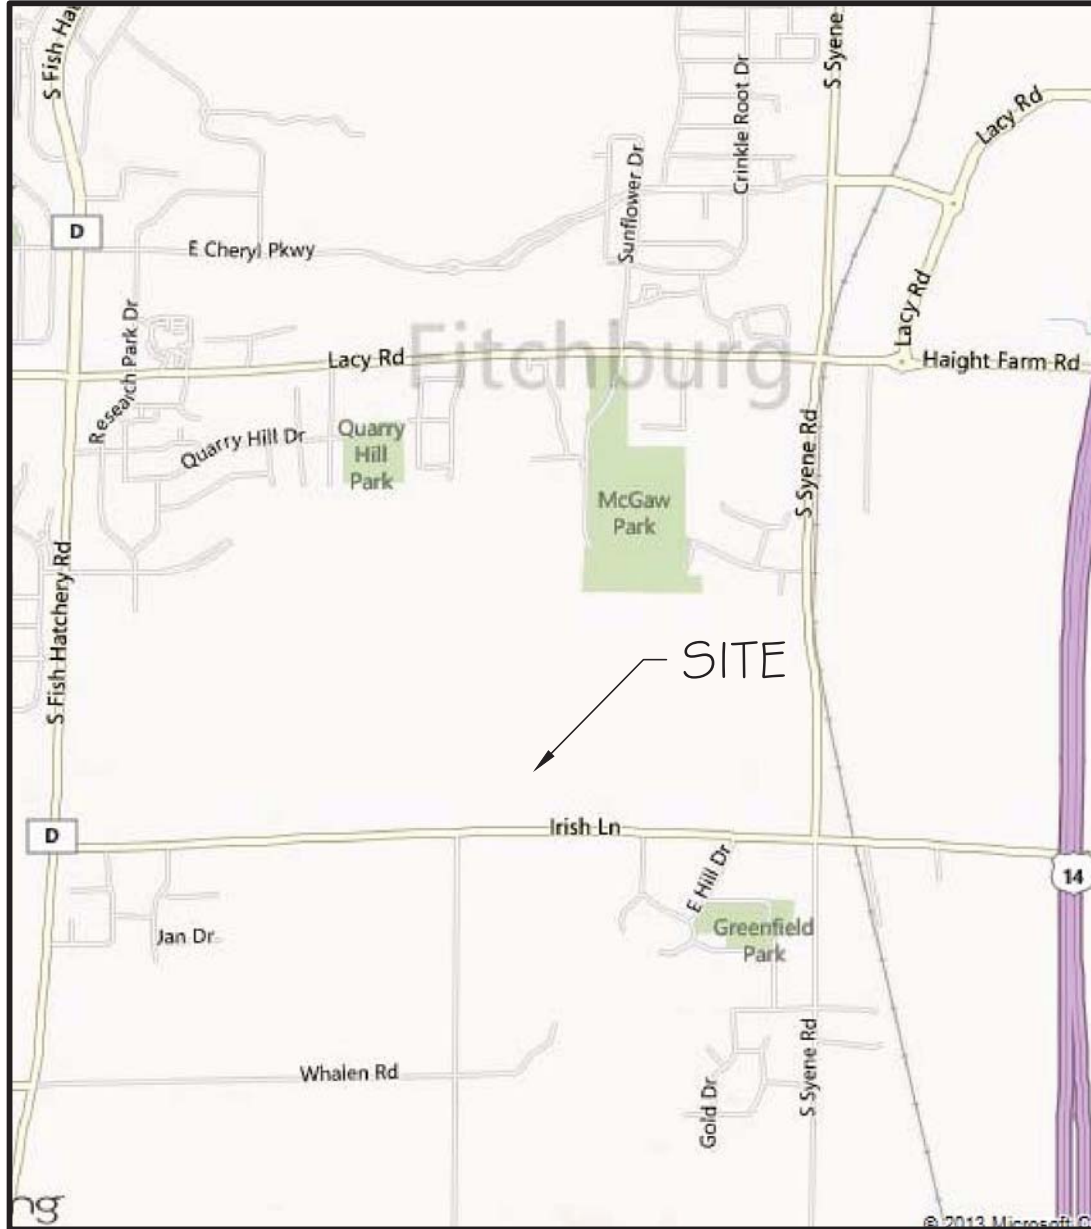 S Fish Hat
S Syene
Lacy Rd
Crinkle Root Dr
Sunflower Dr
D
E Cheryl Pkwy
Lacy Rd
Research Park Dr
Fitchburg
Lacy Rd
Haight Farm Rd
Quarry Hill Dr
Quarry
Hill
Park
S Syene Rd
McGaw
Park
S Fish Hatchery Rd
SITE
D
Irish Ln
14
E Hill Dr
Jan Dr
Greenfield
Park
Whalen Rd
S Syene Rd
Gold Dr
ng
© 2013 Microsoft C